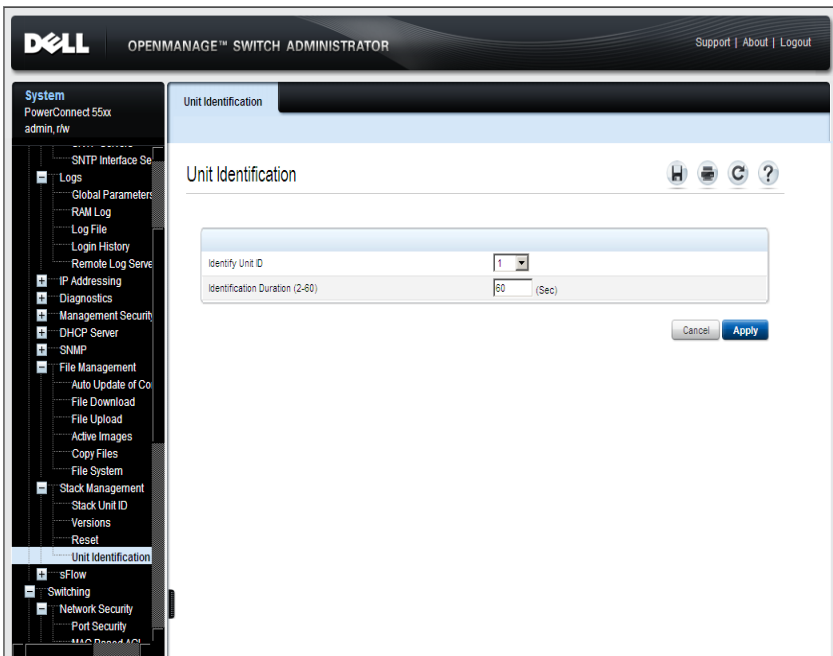 DELL
OPENMANAGE™ SWITCH ADMINISTRATOR
Support | About | Logout
System
PowerConnect 55xx
admin, r/w
SNTP Interface Se
Logs
Global Parameters
RAM Log
Log File
Login History
Remote Log Serve
IP Addressing
Diagnostics
Management Security
DHCP Server
SNMP
File Management
Auto Update of Co
File Download
File Upload
Active Images
Copy Files
File System
Stack Management
Stack Unit ID
Versions
Reset
Unit Identification
sFlow
Switching
Network Security
Port Security
Unit Identification
Unit Identification
Identify Unit ID
1
Identification Duration (2-60)
60 (Sec)
Cancel
Apply